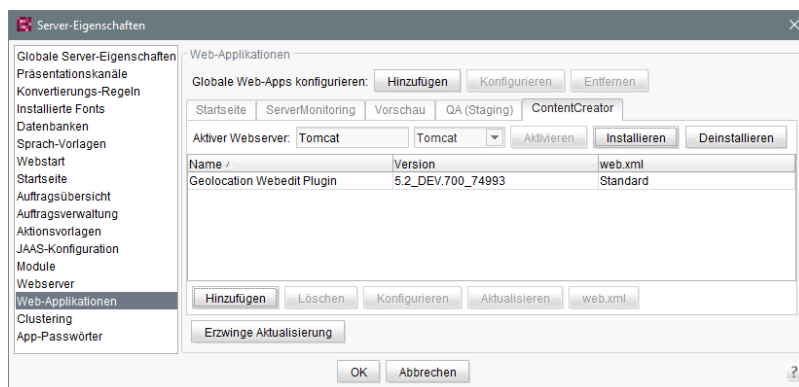 Server-Eigenschaften
Globale Server-Eigenschaften
Präsentationskanäle
Konvertierungs-Regeln
Installierte Fonts
Datenbanken
Sprach-Vorlagen
Webstart
Startseite
Auftragsübersicht
Auftragsverwaltung
Aktionsvorlagen
JAAS-Konfiguration
Module
Webserver
Web-Applikationen
Clustering
App-Passwörter
Web-Applikationen
Globale Web-Apps konfigurieren: Hinzufügen Konfigurieren Entfernen
Startseite ServerMonitoring Vorschau QA (Staging) ContentCreator
Aktiver Webserver: Tomcat Tomcat Aktivieren Installieren Deinstallieren
Name Version web.xml
Geolocation Webedit Plugin 5.2_DEV.700_74993 Standard
Hinzufügen Löschen Konfigurieren Aktualisieren web.xml
Erzwinge Aktualisierung
OK Abbrechen ?